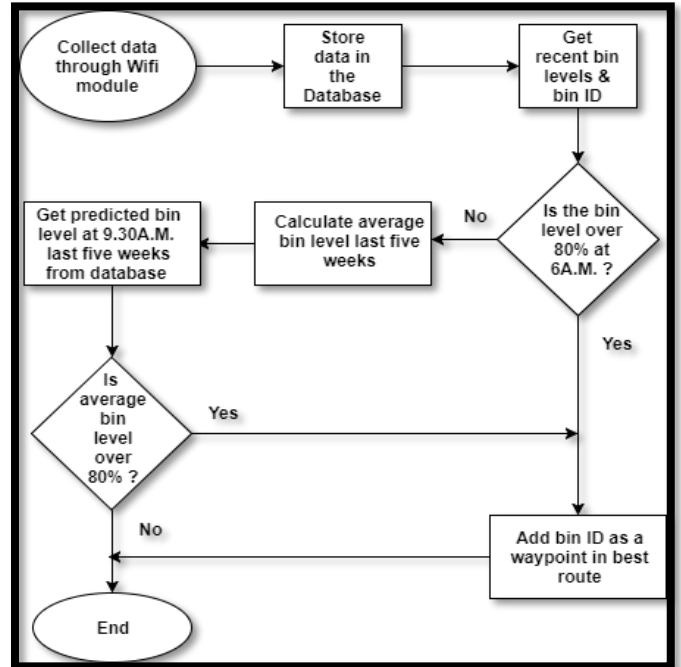 Collect data
through Wifi
module
Store
data in
the
Database
Get
recent bin
levels &
bin ID
Is the bin
level over
80% at
6A.M. ?
No
Calculate average
bin level last five
weeks
Get predicted bin
level at 9.30A.M.
last five weeks
from database
Yes
Is
average
bin
level
over
80% ?
Yes
No
Add bin ID as a
waypoint in best
route
End